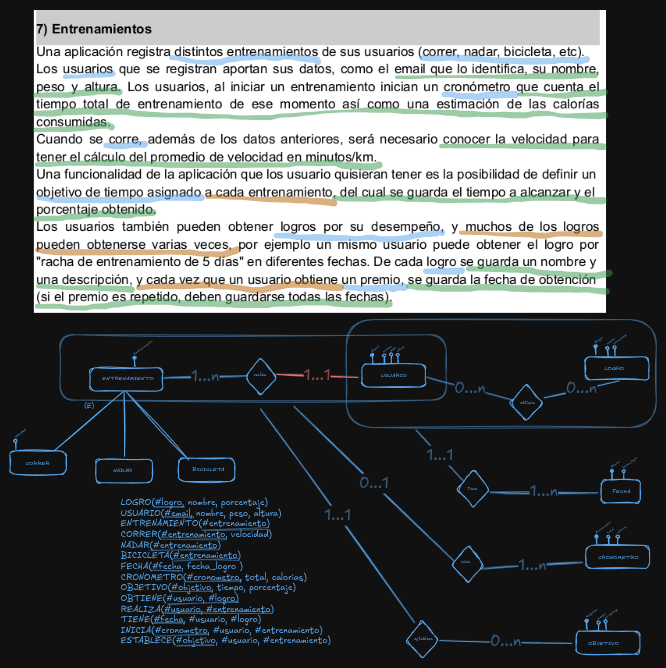 7) Entrenamientos
Una aplicación registra distintos entrenamientos de sus usuarios (correr, nadar, bicicleta, etc).
Los usuarios que se registran aportan sus datos, como el email que lo identifica, su nombre,
peso y altura. Los usuarios, al iniciar un entrenamiento inician un cronómetro que cuenta el
tiempo total de entrenamiento de ese momento así como una estimación de las calorías
consumidas.
Cuando se corre, además de los datos anteriores, será necesario conocer la velocidad para
tener el cálculo del promedio de velocidad en minutos/km.
Una funcionalidad de la aplicación que los usuario quisieran tener es la posibilidad de definir un
objetivo de tiempo asignado a cada entrenamiento, del cual se guarda el tiempo a alcanzar y el
porcentaje obtenido.
Los usuarios también pueden obtener logros por su desempeño, y muchos de los logros
pueden obtenerse varias veces, por ejemplo un mismo usuario puede obtener el logro por
"racha de entrenamiento de 5 días" en diferentes fechas. De cada logro se guarda un nombre y
una descripción, y cada vez que un usuario obtiene un premio, se guarda la fecha de obtención
(si el premio es repetido, deben guardarse todas las fechas).
ENTRENAMIENTO
1...n
1...1
USUARIO
0...n
0...n
LOGRO
(E)
CORRER
NADAR
BICICLETA
1...1
Tiene
1...n
FECHA
0...1
1...n
CRONOMETRO
1...1
0...n
OBJETIVO
LOGRO(#logro, nombre, porcentaje)
USUARIO(#email, nombre, peso, altura)
ENTRENAMIENTO(#entrenamiento)
CORRER(#entrenamiento, velocidad)
NADAR(#entrenamiento)
BICICLETA(#entrenamiento)
FECHA(#fecha, fecha_logro )
CRONOMETRO(#cronometro, total, calorias)
OBJETIVO(#objetivo, tiempo, porcentaje)
OBTIENE(#usuario, #logro)
REALIZA(#usuario, #entrenamiento)
TIENE(#fecha, #usuario, #logro)
INICIA(#cronometro, #usuario, #entrenamiento)
ESTABLECE(#objetivo, #usuario, #entrenamiento)